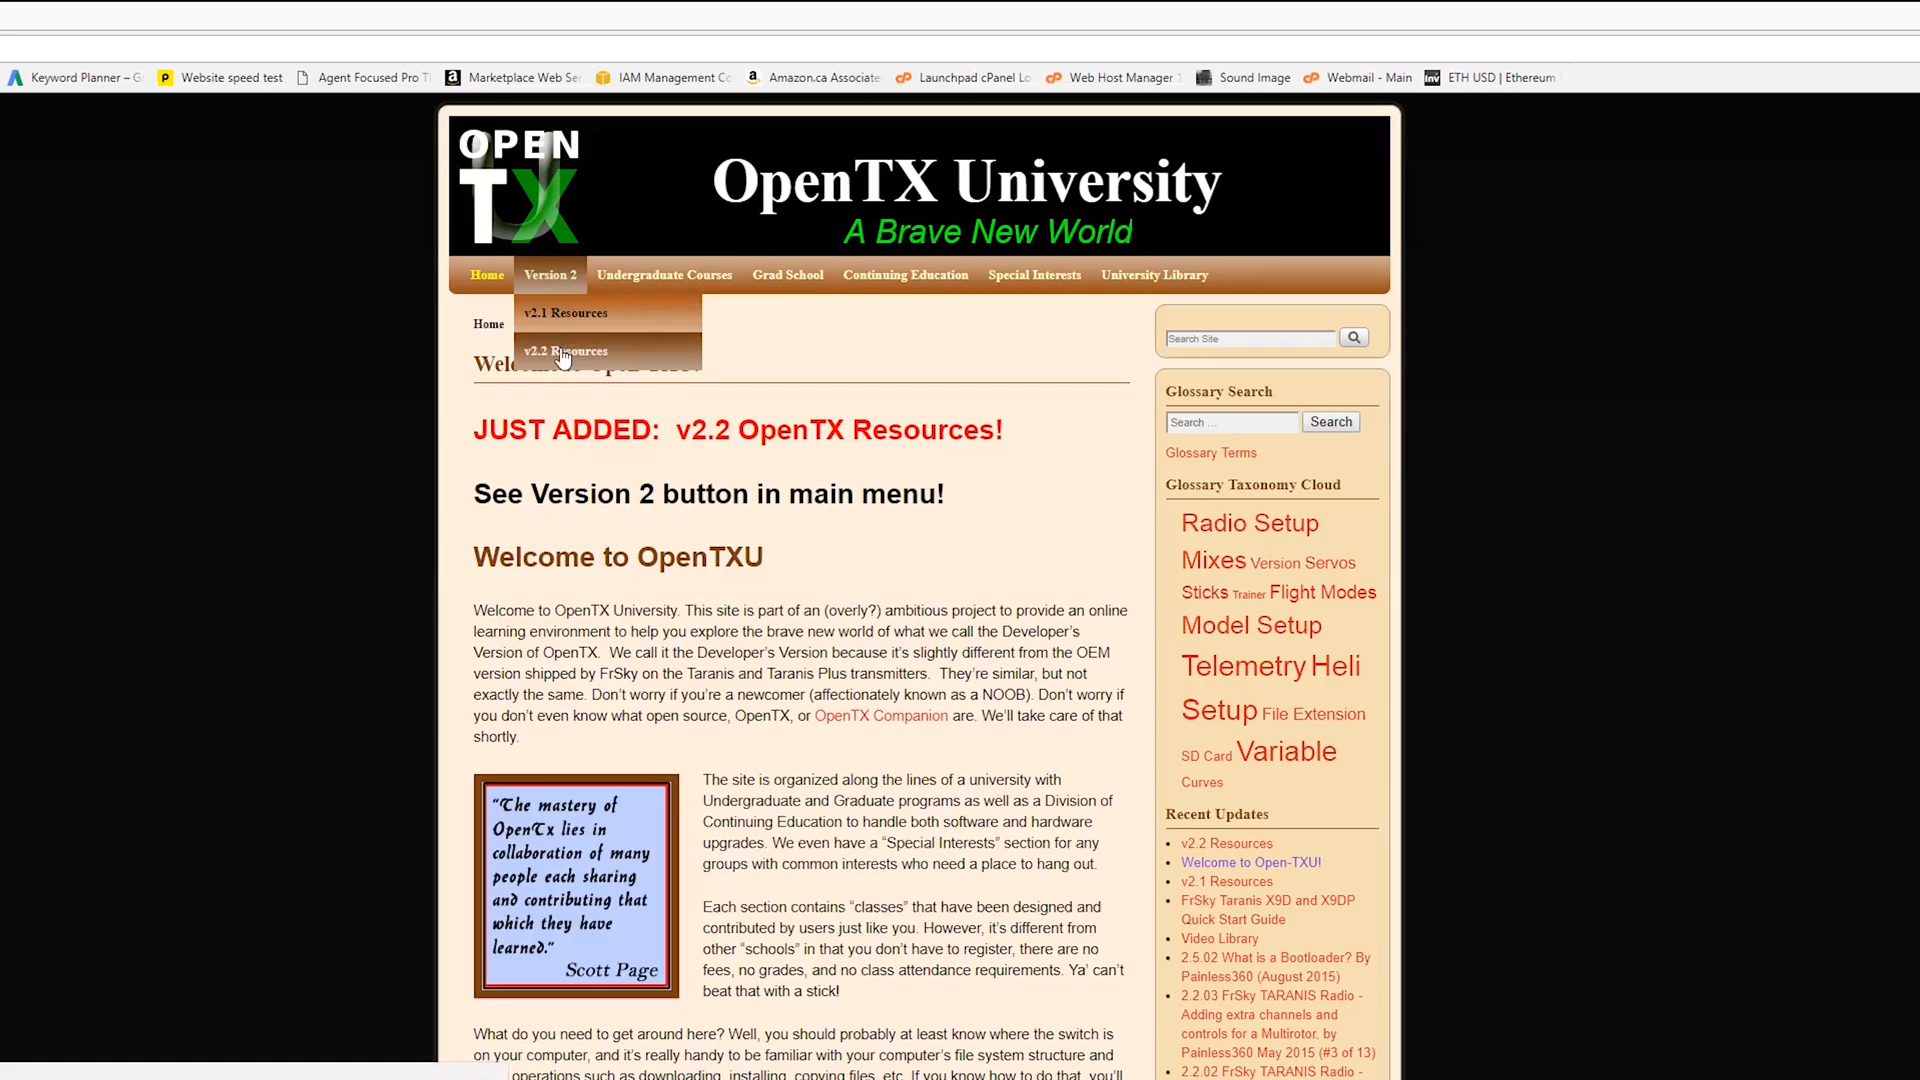 Keyword Planner – G
Website speed test
Agent Focused Pro T
Marketplace Web Se
IAM Management Co
Amazon.ca Associate
Launchpad cPanel Lo
Web Host Manager
Sound Image
Webmail - Main
ETH USD | Ethereum
OPEN
TX
OpenTX University
A Brave New World
Home
Version 2
Undergraduate Courses
Grad School
Continuing Education
Special Interests
University Library
v2.1 Resources
v2.2 Resources
Home
JUST ADDED: v2.2 OpenTX Resources!
See Version 2 button in main menu!
Welcome to OpenTXU
Welcome to OpenTX University. This site is part of an (overly?) ambitious project to provide an online
learning environment to help you explore the brave new world of what we call the Developer’s
Version of OpenTX. We call it the Developer’s Version because it’s slightly different from the OEM
version shipped by FrSky on the Taranis and Taranis Plus transmitters. They’re similar, but not
exactly the same. Don’t worry if you’re a newcomer (affectionately known as a NOOB). Don’t worry if
you don’t even know what open source, OpenTX, or OpenTX Companion are. We’ll take care of that
shortly.
“The mastery of
OpenTx lies in
collaboration of many
people each sharing
and contributing that
which they have
learned.”
Scott Page
The site is organized along the lines of a university with
Undergraduate and Graduate programs as well as a Division of
Continuing Education to handle both software and hardware
upgrades. We even have a “Special Interests” section for any
groups with common interests who need a place to hang out.
Each section contains “classes” that have been designed and
contributed by users just like you. However, it’s different from
other “schools” in that you don’t have to register, there are no
fees, no grades, and no class attendance requirements. Ya’ can’t
beat that with a stick!
What do you need to get around here? Well, you should probably at least know where the switch is
on your computer, and it’s really handy to be familiar with your computer’s file system structure and
operations such as downloading, installing, copying files, etc. If you know how to do that, you’ll
Search Site
Glossary Search
Search ...
Search
Glossary Terms
Glossary Taxonomy Cloud
Radio Setup
Mixes Version Servos
Sticks Trainer Flight Modes
Model Setup
Telemetry Heli
Setup File Extension
SD Card Variable
Curves
Recent Updates
v2.2 Resources
Welcome to Open-TXU!
v2.1 Resources
FrSky Taranis X9D and X9DP
Quick Start Guide
Video Library
2.5.02 What is a Bootloader? By
Painless360 (August 2015)
2.2.03 FrSky TARANIS Radio -
Adding extra channels and
controls for a Multirotor, by
Painless360 May 2015 (#3 of 13)
2.2.02 FrSky TARANIS Radio -